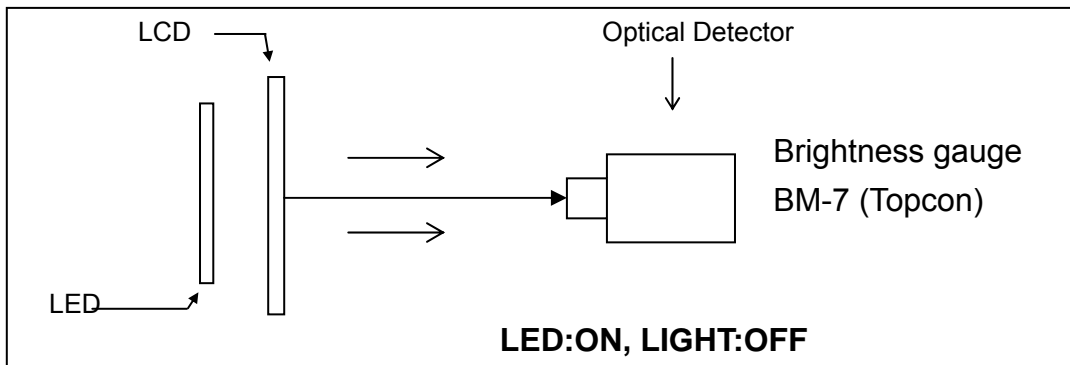 LCD
Optical Detector
Brightness gauge
BM-7 (Topcon)
LED
LED:ON, LIGHT:OFF